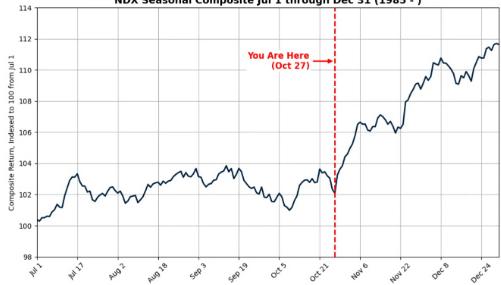 NDX Seasonal Composite Jul 1 through Dec 31 (1985 - )
114
112
110
108
106
104
102
100
98
Composite Return, Indexed to 100 from Jul 1
You Are Here
(Oct 27)
Jul 1
Jul 17
Aug 2
Aug 18
Sep 3
Sep 19
Oct 5
Oct 21
Nov 6
Nov 22
Dec 8
Dec 24